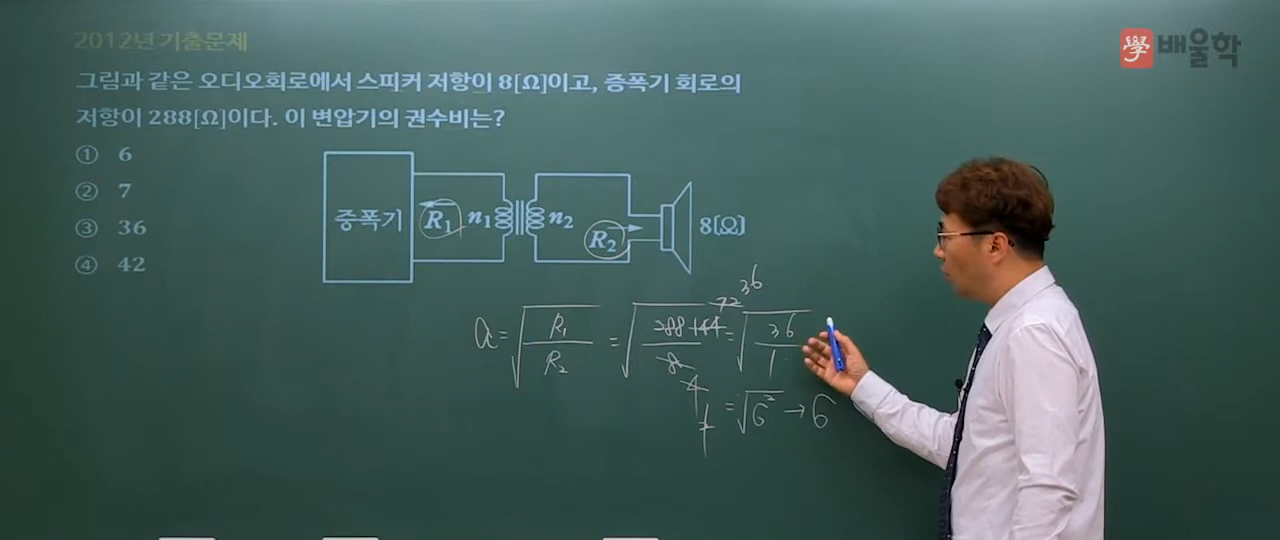 2012년 기출문제
學 배울학
그림과 같은 오디오회로에서 스피커 저항이 8[Ω]이고, 증폭기 회로의
저항이 288[Ω]이다. 이 변압기의 권수비는?
① 6
② 7
③ 36
④ 42
증폭기 R₁ n₁ n₂ R₂ 8[Ω]
a = √(R₁/R₂) = √(288 144 72 36/8 4 2 1) = √(36/1)
= √6² → 6